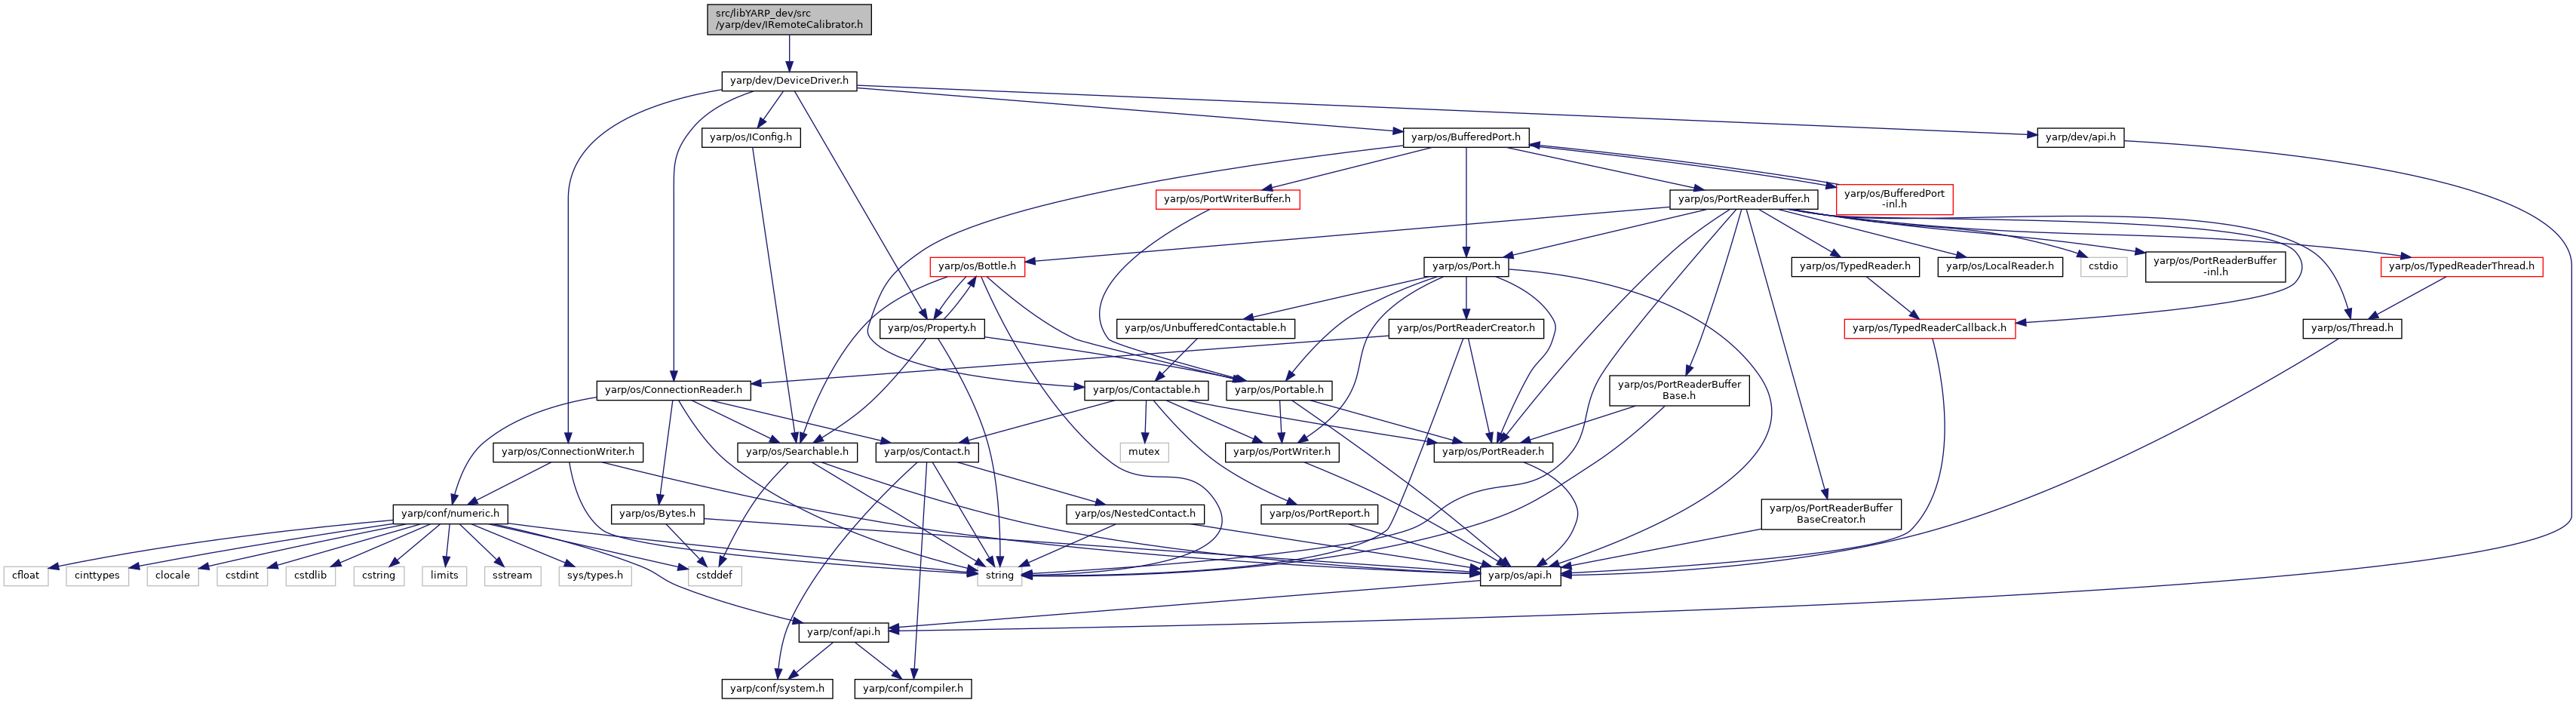 src/libYARP_dev/src
/yarp/dev/IRemoteCalibrator.h
yarp/dev/DeviceDriver.h
yarp/os/IConfig.h
yarp/os/BufferedPort.h
yarp/dev/api.h
yarp/os/PortWriterBuffer.h
yarp/os/PortReaderBuffer.h
yarp/os/BufferedPort
-inl.h
yarp/os/Bottle.h
yarp/os/Port.h
yarp/os/TypedReader.h
yarp/os/LocalReader.h
cstdio
yarp/os/PortReaderBuffer
-inl.h
yarp/os/TypedReaderThread.h
yarp/os/Property.h
yarp/os/UnbufferedContactable.h
yarp/os/PortReaderCreator.h
yarp/os/TypedReaderCallback.h
yarp/os/Thread.h
yarp/os/ConnectionReader.h
yarp/os/Contactable.h
yarp/os/Portable.h
yarp/os/PortReaderBuffer
Base.h
yarp/os/ConnectionWriter.h
yarp/os/Searchable.h
yarp/os/Contact.h
mutex
yarp/os/PortWriter.h
yarp/os/PortReader.h
yarp/conf/numeric.h
yarp/os/Bytes.h
yarp/os/NestedContact.h
yarp/os/PortReport.h
yarp/os/PortReaderBuffer
BaseCreator.h
cfloat
cinttypes
clocale
cstdint
cstdlib
cstring
limits
sstream
sys/types.h
cstddef
string
yarp/os/api.h
yarp/conf/api.h
yarp/conf/system.h
yarp/conf/compiler.h